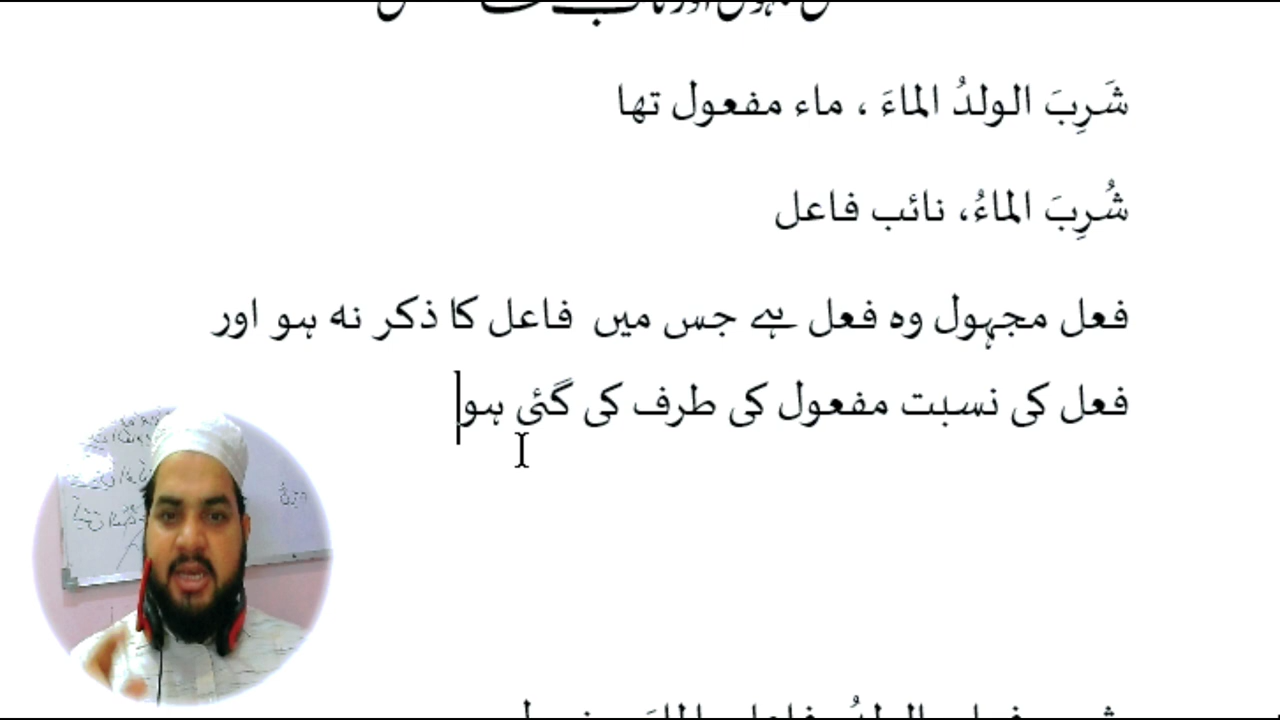 شَرِبَ الولدُ الماءَ ، ماء مفعول تھا
شُرِبَ الماءُ، نائب فاعل
فعل مجہول وہ فعل ہے جس میں فاعل کا ذکر نہ ہو اور
فعل کی نسبت مفعول کی طرف کی گئی ہو